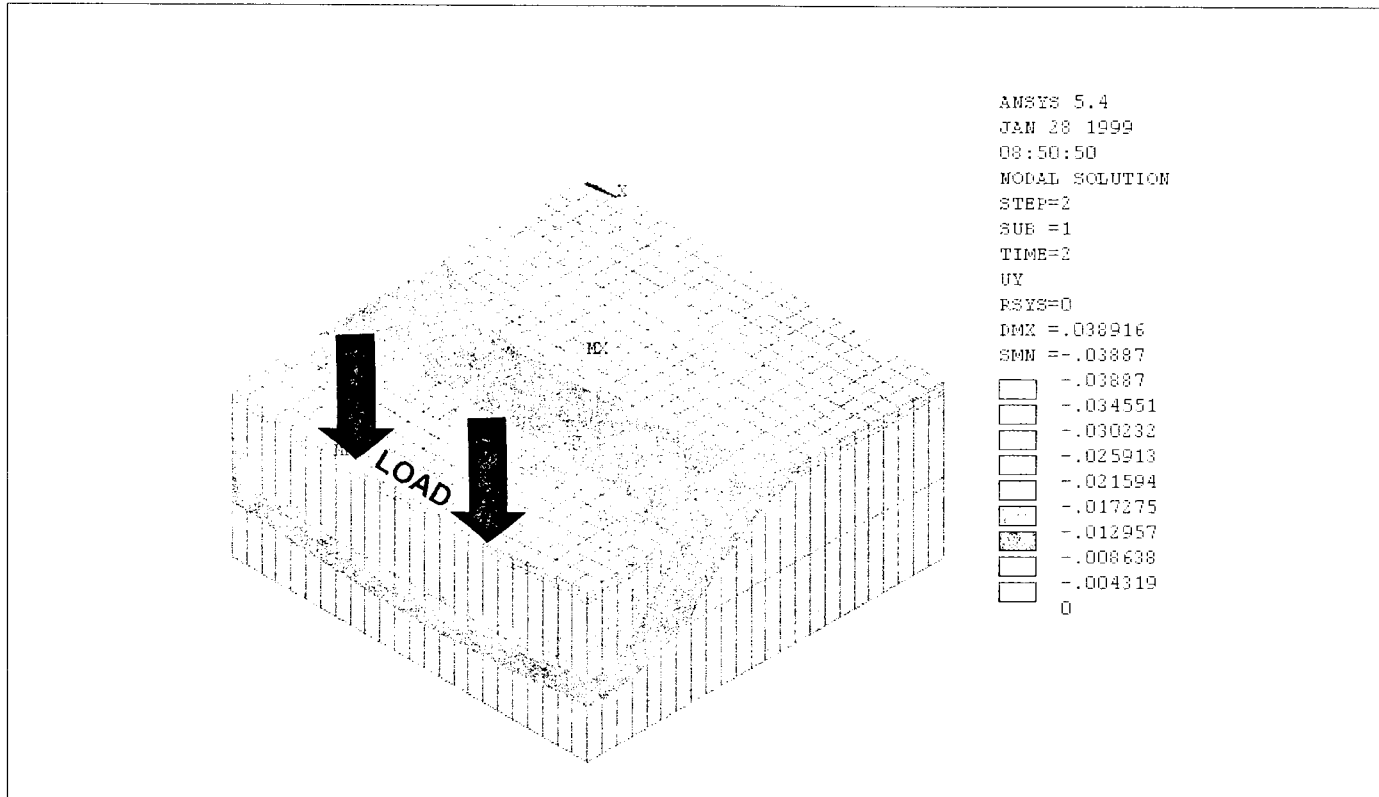 ANSYS 5.4
JAN 28 1999
08:50:50
NODAL SOLUTION
STEP=2
SUB =1
TIME=2
UY
RSYS=0
DMX =.038916
SMN =-.03887
-.03887
-.034551
-.030232
-.025913
-.021594
-.017275
-.012957
-.008638
-.004319
0
X
MX
LOAD